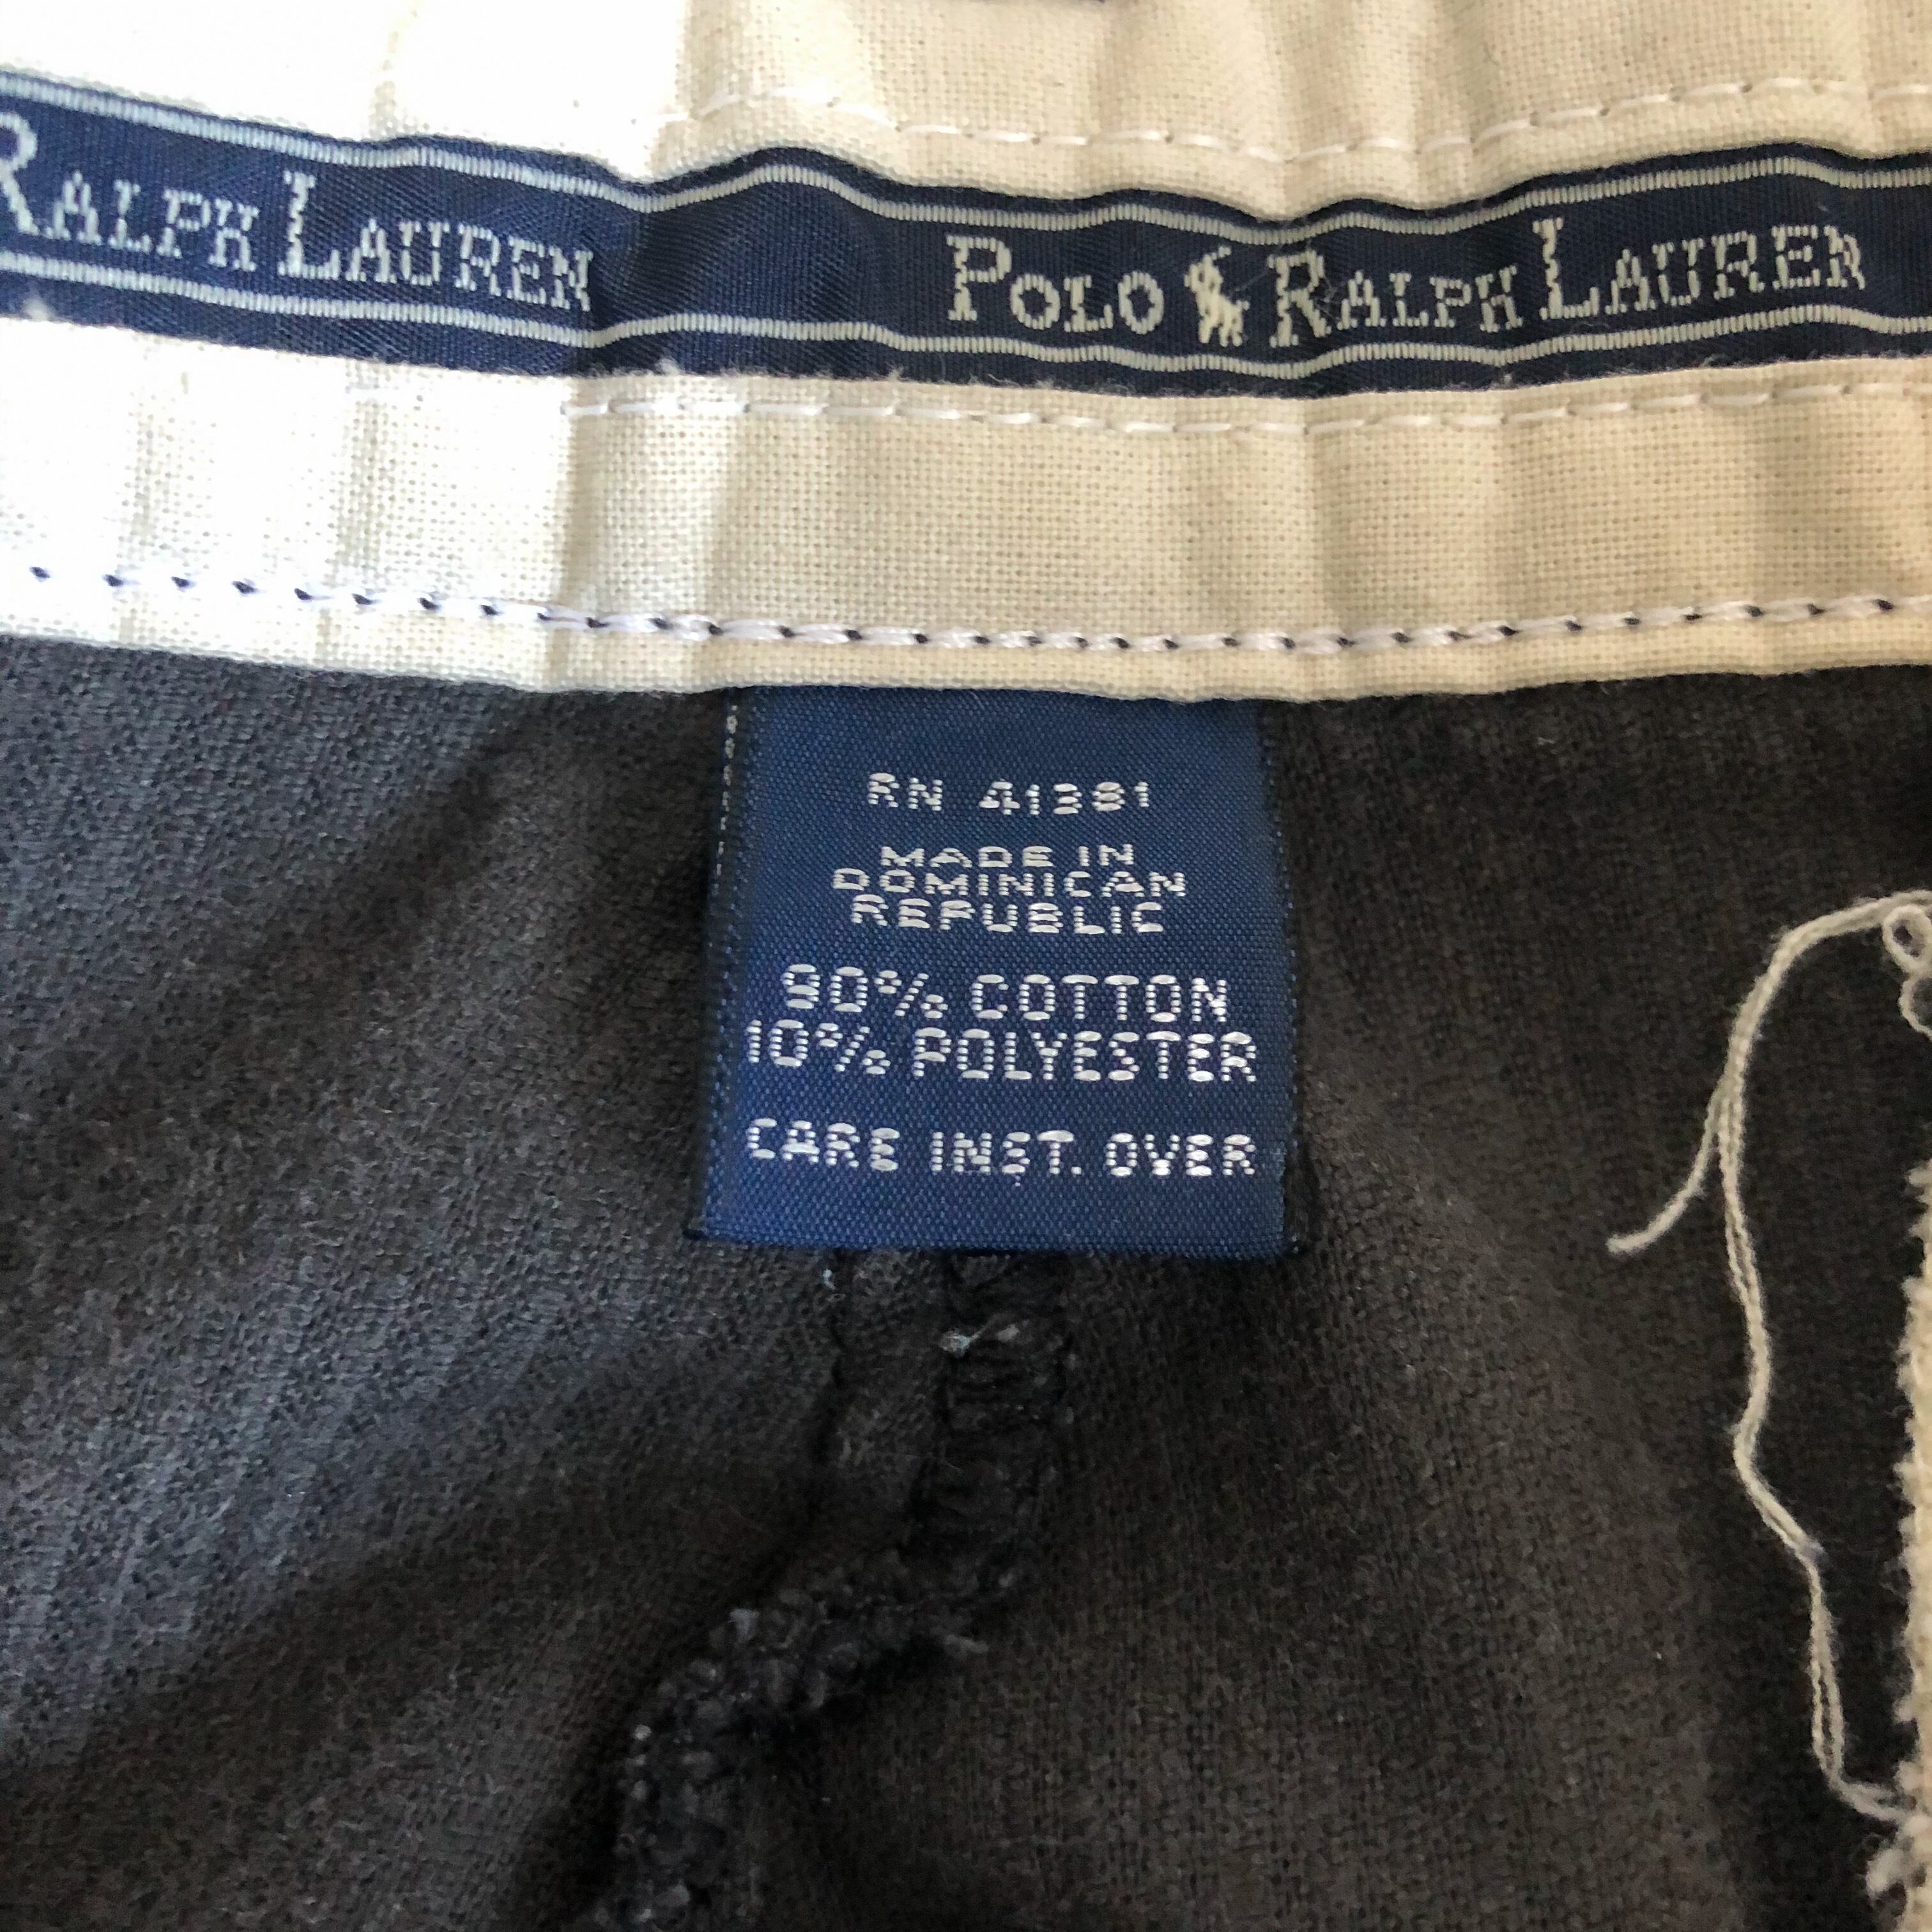 RALPH LAUREN POLO RALPH LAUREN
RN 41381
MADE IN
DOMINICAN
REPUBLIC
90% COTTON
10% POLYESTER
CARE INST. OVER